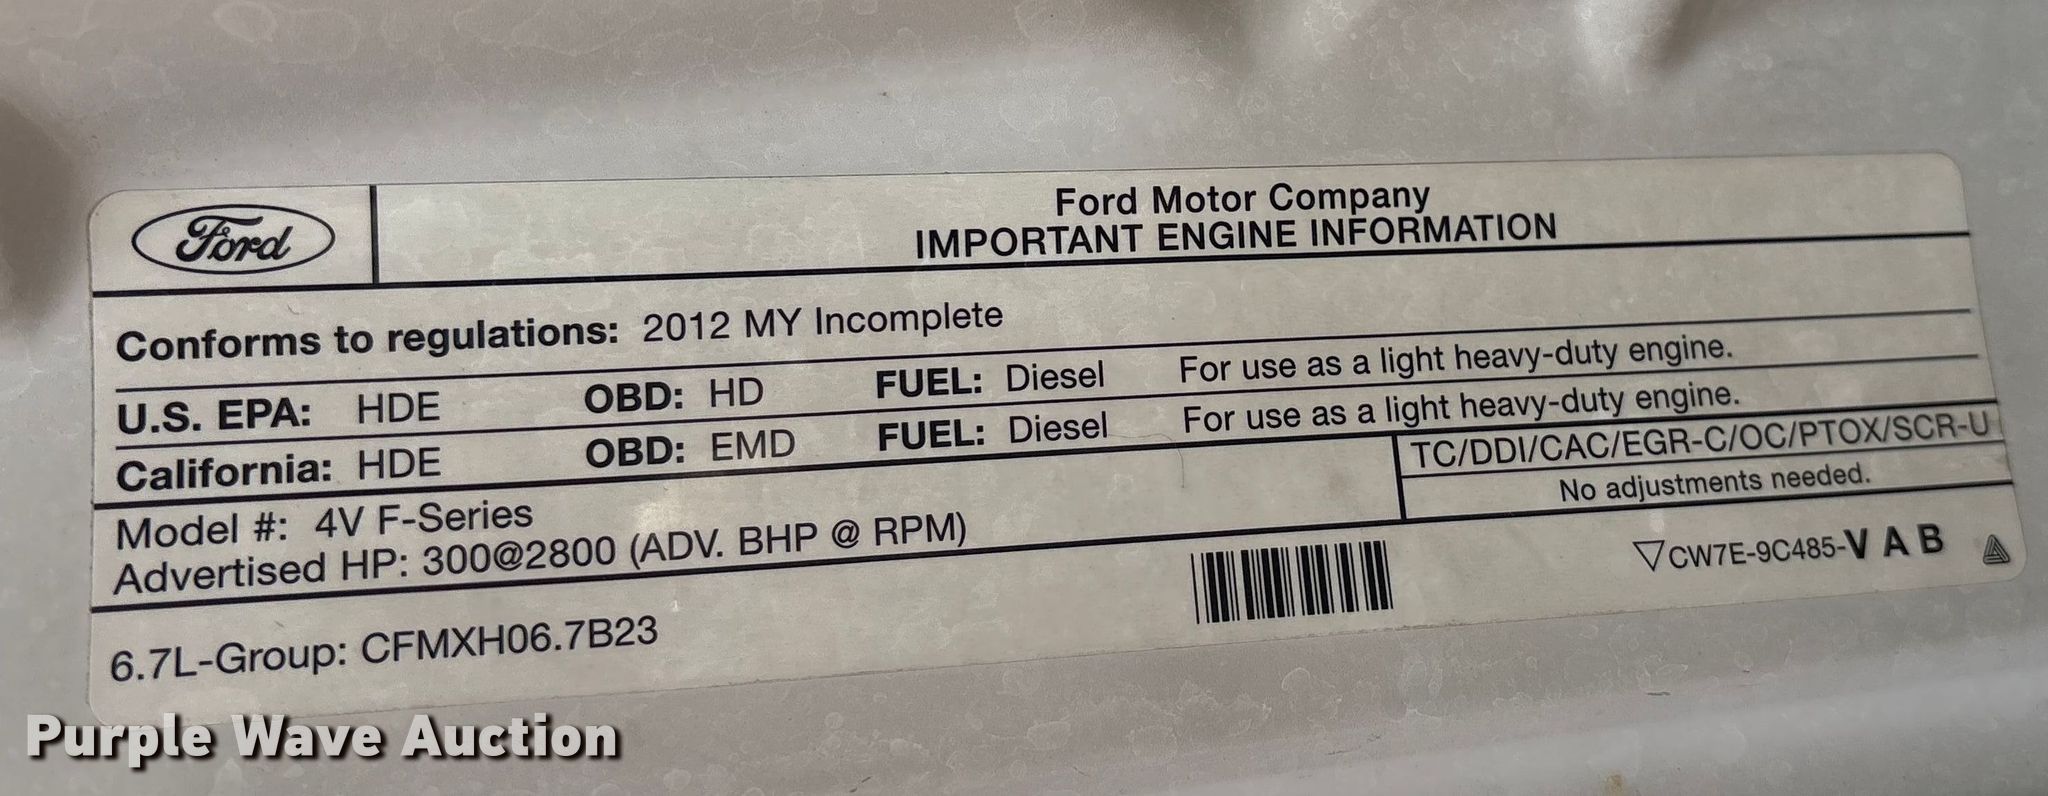 Ford
Ford Motor Company
IMPORTANT ENGINE INFORMATION
Conforms to regulations: 2012 MY Incomplete
U.S. EPA: HDE OBD: HD FUEL: Diesel For use as a light heavy-duty engine.
California: HDE OBD: EMD FUEL: Diesel For use as a light heavy-duty engine.
TC/DDI/CAC/EGR-C/OC/PTOX/SCR-U
No adjustments needed.
Model #: 4V F-Series
Advertised HP: 300@2800 (ADV. BHP @ RPM)
CW7E-9C485-V A B
6.7L-Group: CFMXH06.7B23
Purple Wave Auction